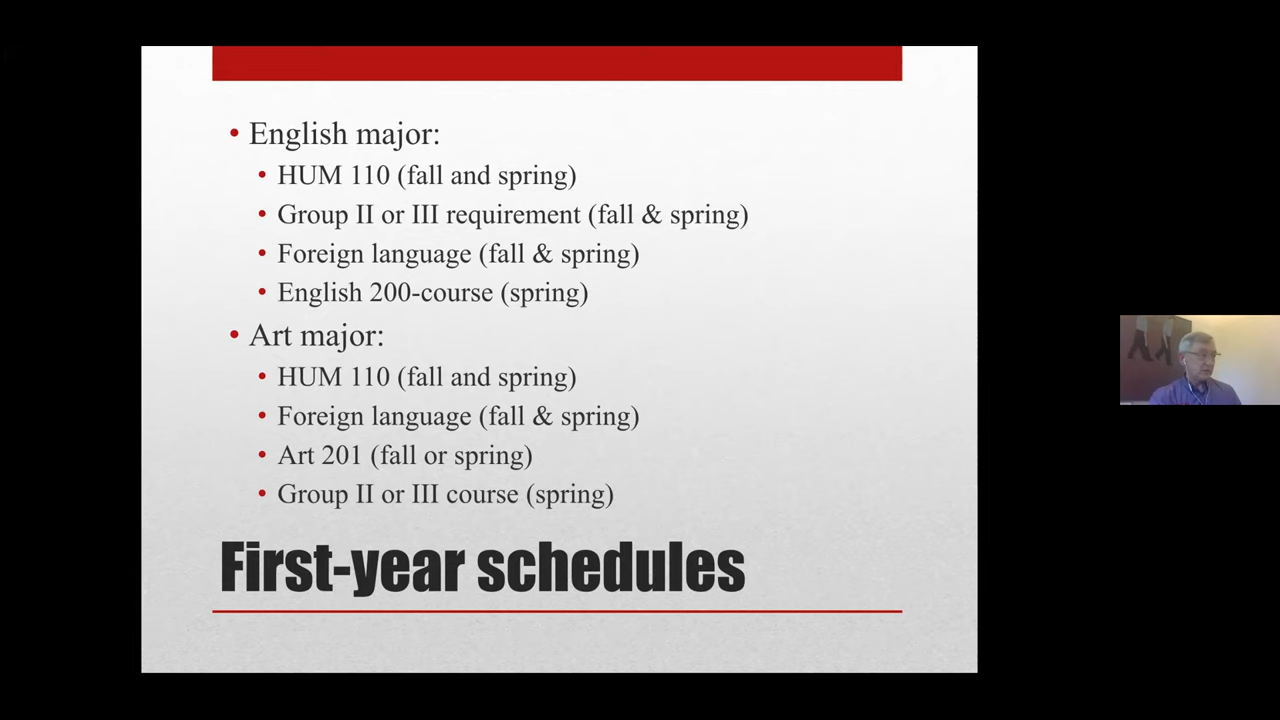 • English major:
• HUM 110 (fall and spring)
• Group II or III requirement (fall & spring)
• Foreign language (fall & spring)
• English 200-course (spring)
• Art major:
• HUM 110 (fall and spring)
• Foreign language (fall & spring)
• Art 201 (fall or spring)
• Group II or III course (spring)
First-year schedules